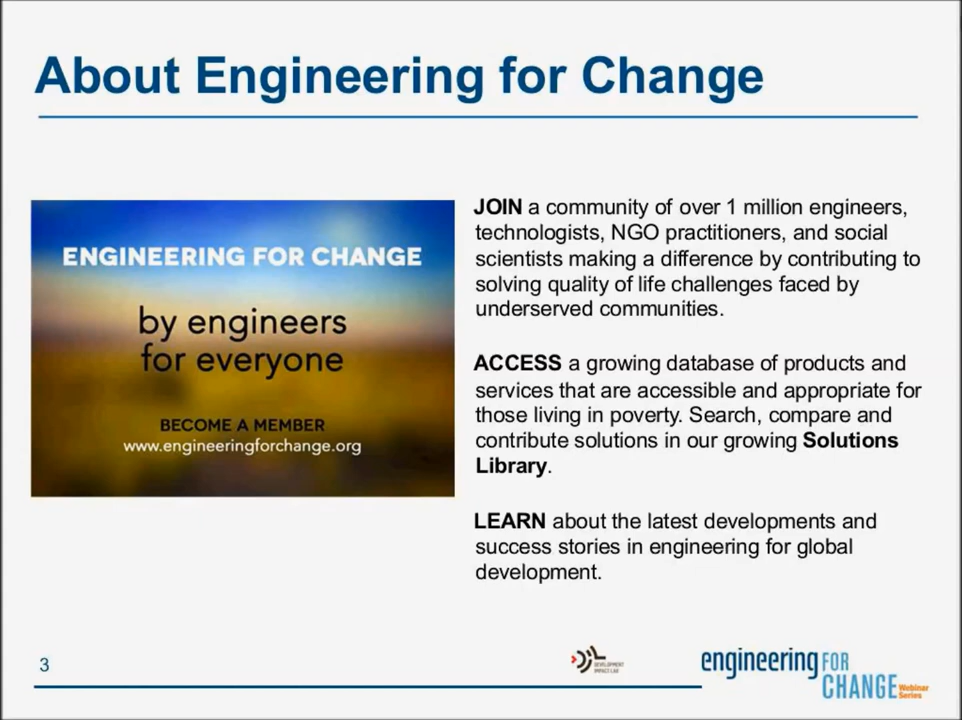 About Engineering for Change
ENGINEERING FOR CHANGE
by engineers
for everyone
BECOME A MEMBER
www.engineeringforchange.org
JOIN a community of over 1 million engineers,
technologists, NGO practitioners, and social
scientists making a difference by contributing to
solving quality of life challenges faced by
underserved communities.
ACCESS a growing database of products and
services that are accessible and appropriate for
those living in poverty. Search, compare and
contribute solutions in our growing Solutions
Library.
LEARN about the latest developments and
success stories in engineering for global
development.
3
DIL
DEVELOPMENT
IMPACT LAB
engineering FOR
CHANGE Webinar
Series